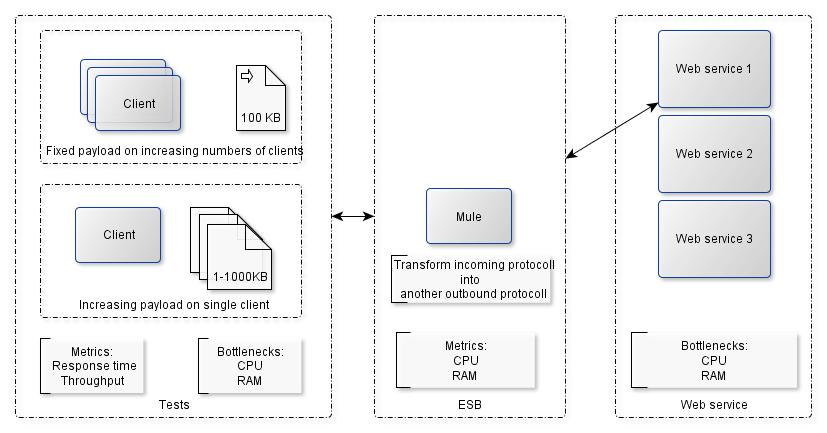 Client
100 KB
Fixed payload on increasing numbers of clients
Client
1-1000KB
Increasing payload on single client
Metrics:
Response time
Throughput
Bottlenecks:
CPU
RAM
Tests
Mule
Transform incoming protocoll
into
another outbound protocoll
Metrics:
CPU
RAM
ESB
Web service 1
Web service 2
Web service 3
Bottlenecks:
CPU
RAM
Web service